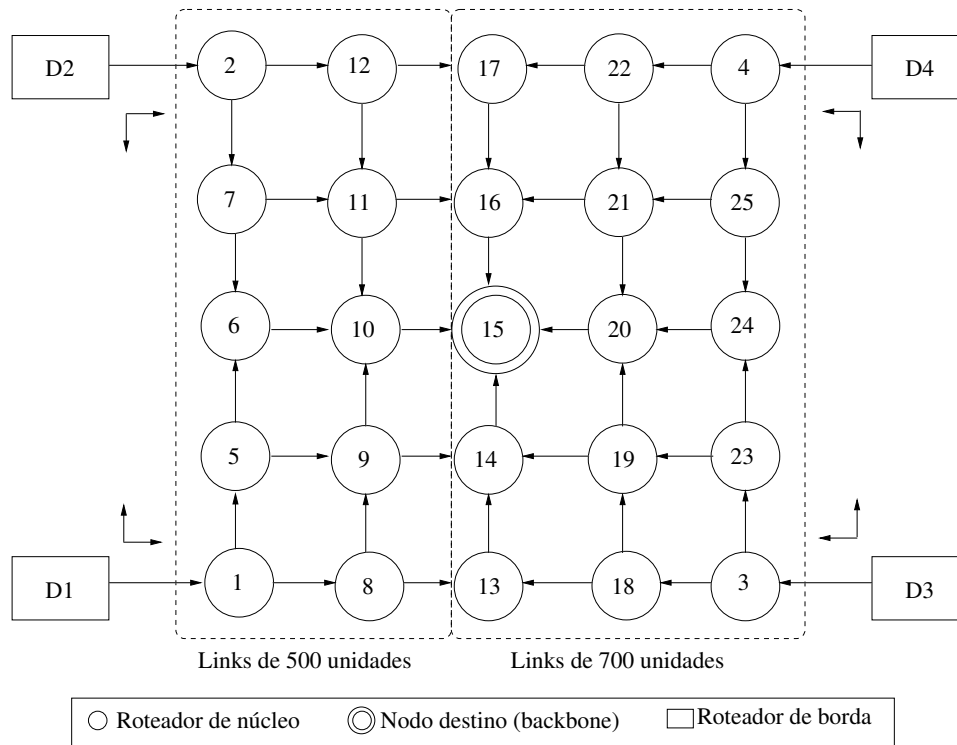 D2 2 12 17 22 4 D4
7 11 16 21 25
6 10 15 20 24
5 9 14 19 23
D1 1 8 13 18 3 D3
Links de 500 unidades Links de 700 unidades
Roteador de núcleo Nodo destino (backbone) Roteador de borda